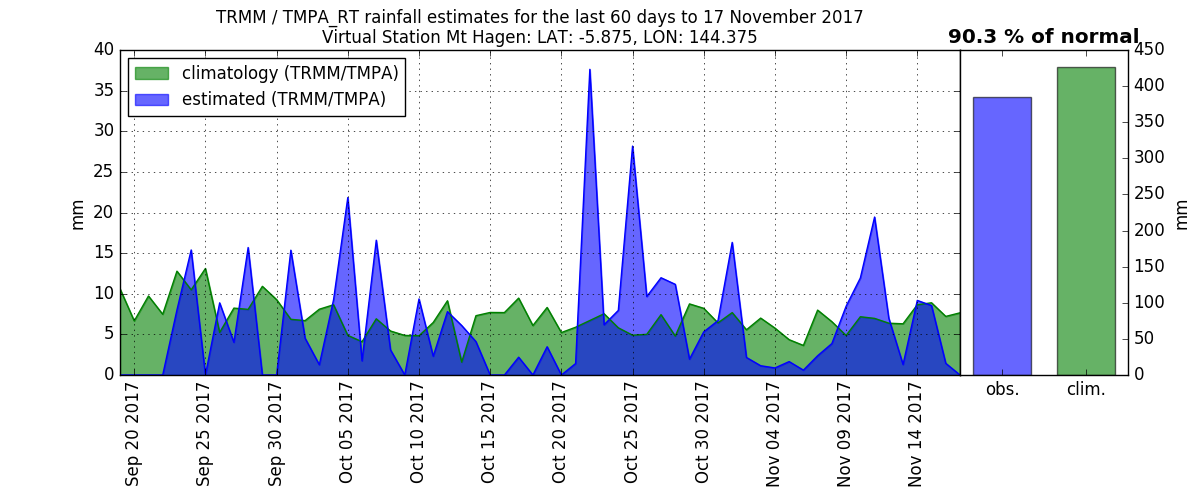 TRMM / TMPA_RT rainfall estimates for the last 60 days to 17 November 2017
Virtual Station Mt Hagen: LAT: -5.875, LON: 144.375
90.3 % of normal
climatology (TRMM/TMPA)
estimated (TRMM/TMPA)
40
35
30
25
20
15
10
5
0
mm
Sep 20 2017
Sep 25 2017
Sep 30 2017
Oct 05 2017
Oct 10 2017
Oct 15 2017
Oct 20 2017
Oct 25 2017
Oct 30 2017
Nov 04 2017
Nov 09 2017
Nov 14 2017
450
400
350
300
250
200
150
100
50
0
mm
obs.
clim.